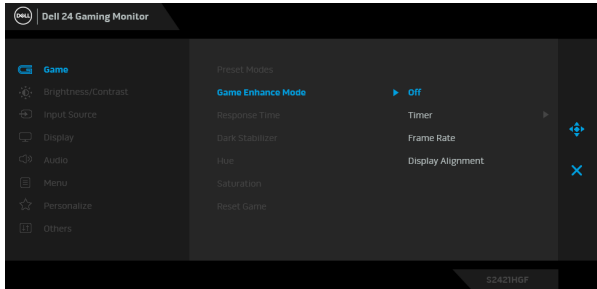 DELL Dell 24 Gaming Monitor
Game
Brightness/Contrast
Input Source
Display
Audio
Menu
Personalize
Others
Preset Modes
Game Enhance Mode
Response Time
Dark Stabilizer
Hue
Saturation
Reset Game
Off
Timer
Frame Rate
Display Alignment
S2421HGF